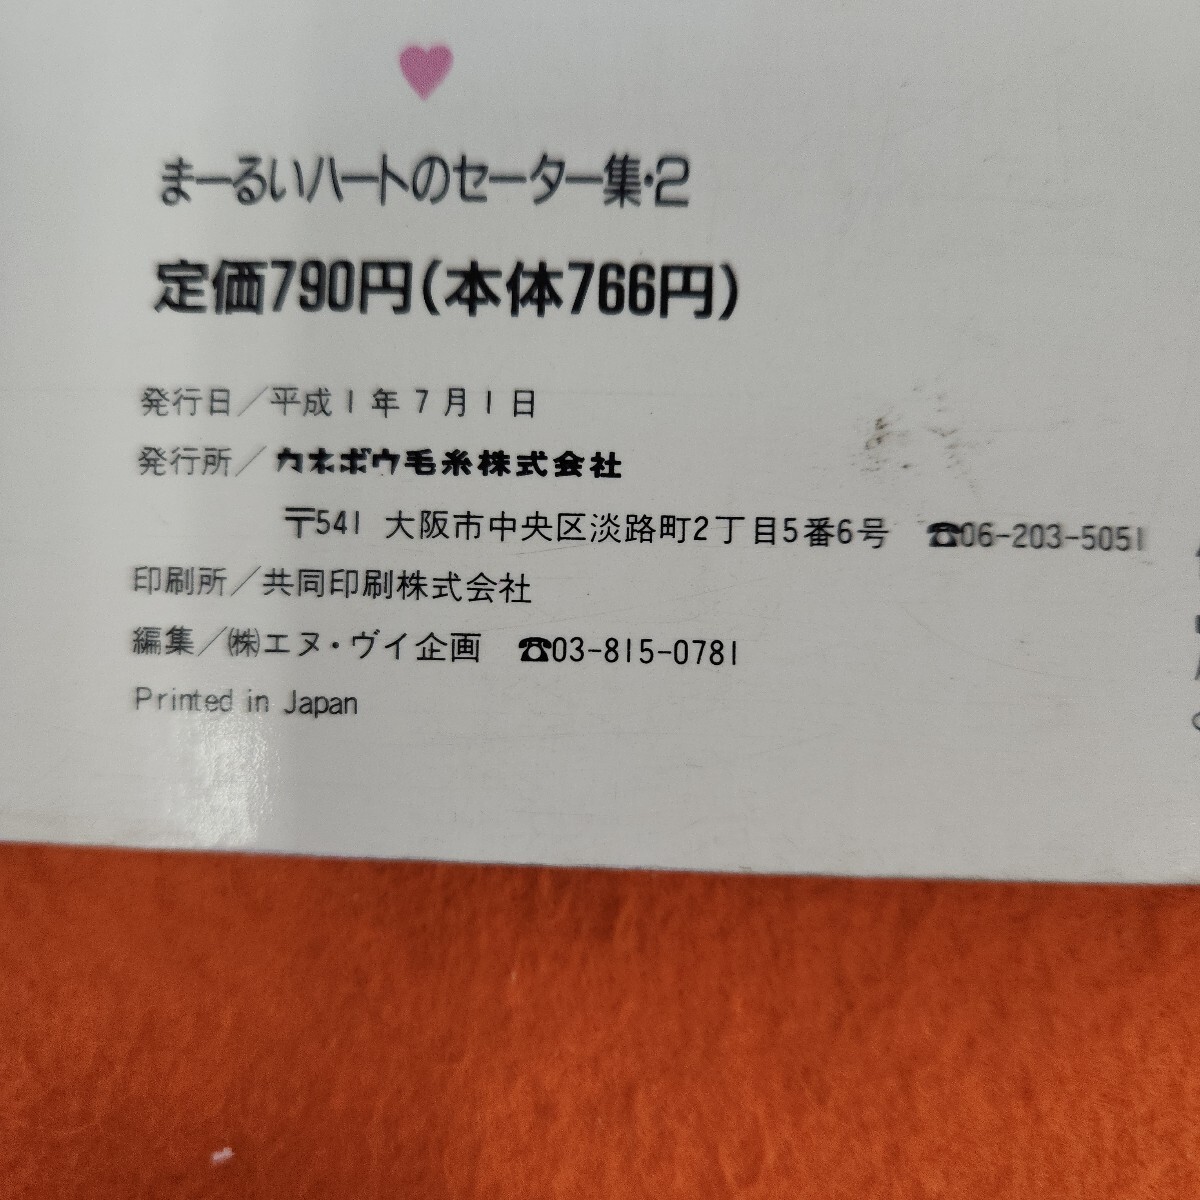 まーるいハートのセーター集・2
定価790円(本体766円)
発行日／平成1年7月1日
発行所／カネボウ毛糸株式会社
〒541 大阪市中央区淡路町2丁目5番6号 ☎06-203-5051
印刷所／共同印刷株式会社
編集／㈱エヌ・ヴイ企画 ☎03-815-0781
Printed in Japan